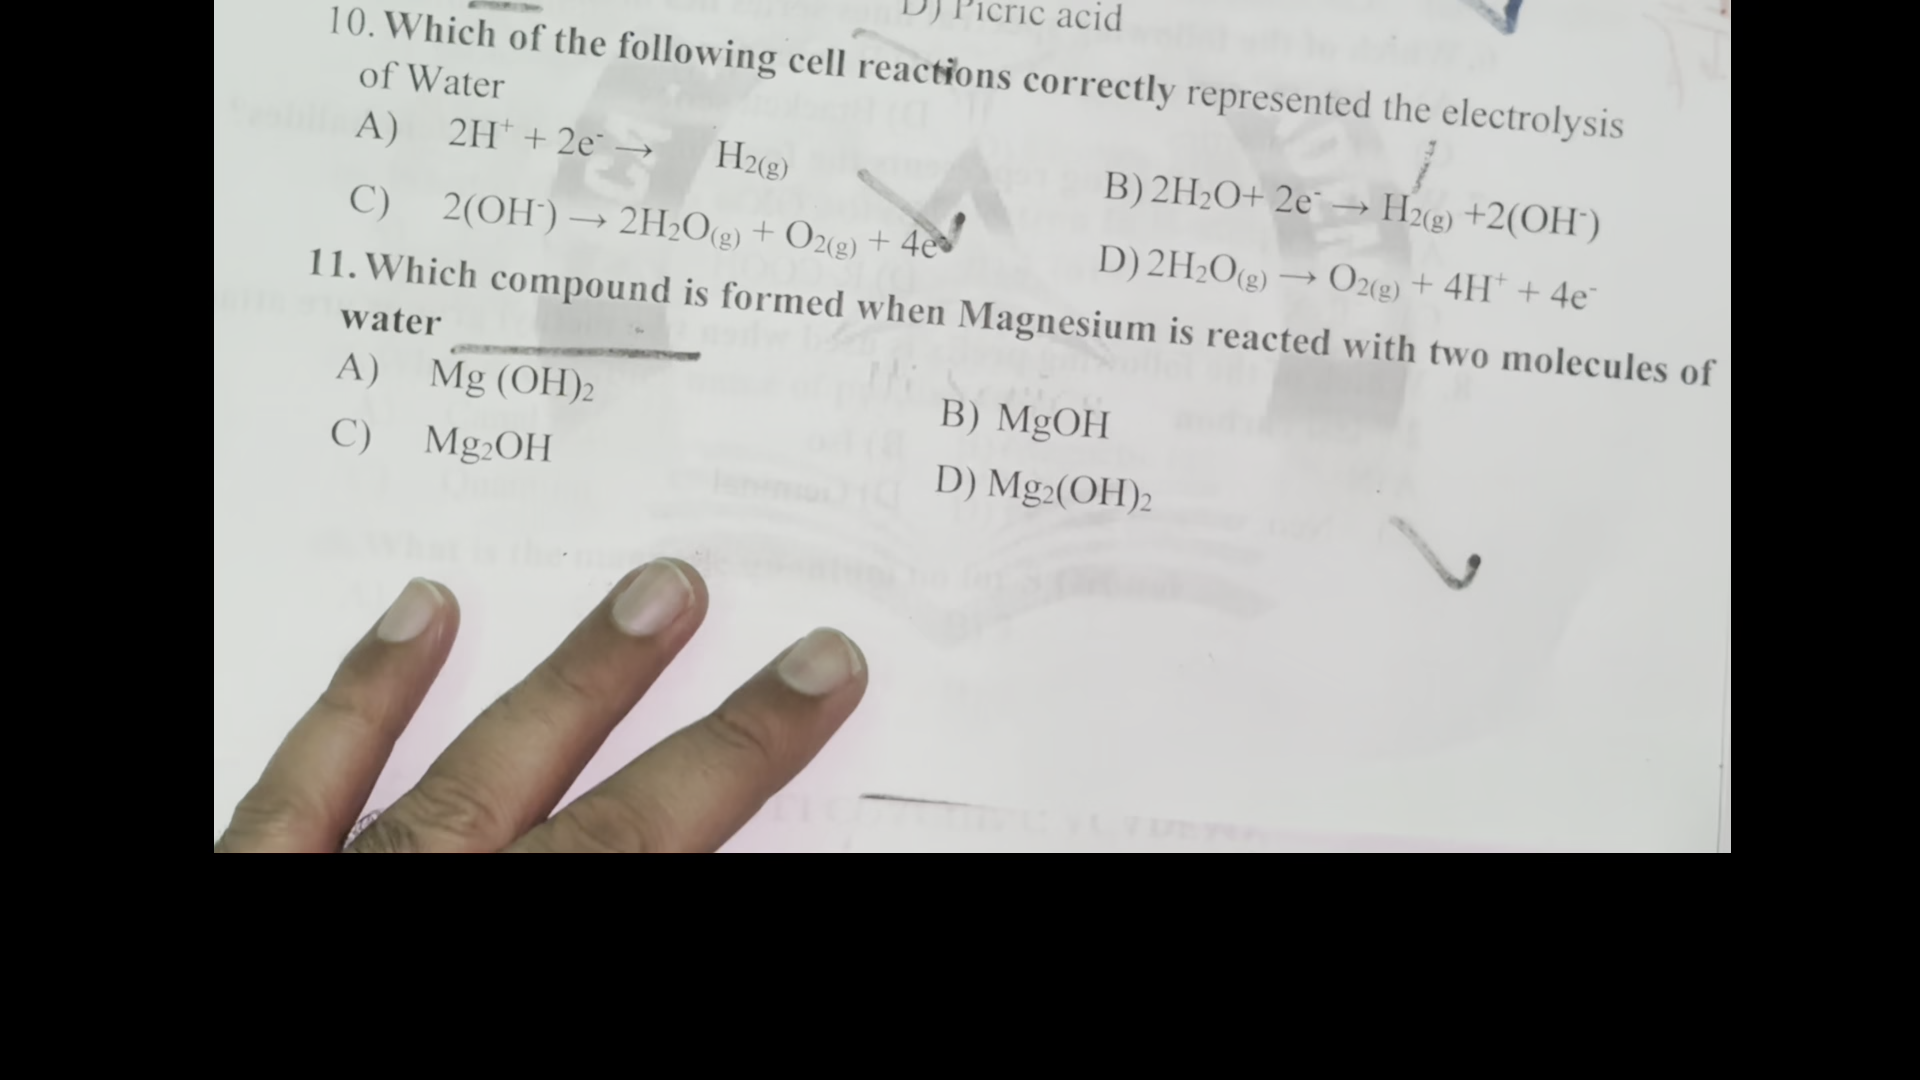 D) Picric acid
10. Which of the following cell reactions correctly represented the electrolysis
of Water
A) 2H⁺ + 2e⁻ → H₂(g)
B) 2H₂O+ 2e⁻ → H₂(g) +2(OH⁻)
C) 2(OH⁻) → 2H₂O(g) + O₂(g) + 4e⁻
D) 2H₂O(g) → O₂(g) + 4H⁺ + 4e⁻
11. Which compound is formed when Magnesium is reacted with two molecules of
water
A) Mg (OH)₂
B) MgOH
C) Mg₂OH
D) Mg₂(OH)₂